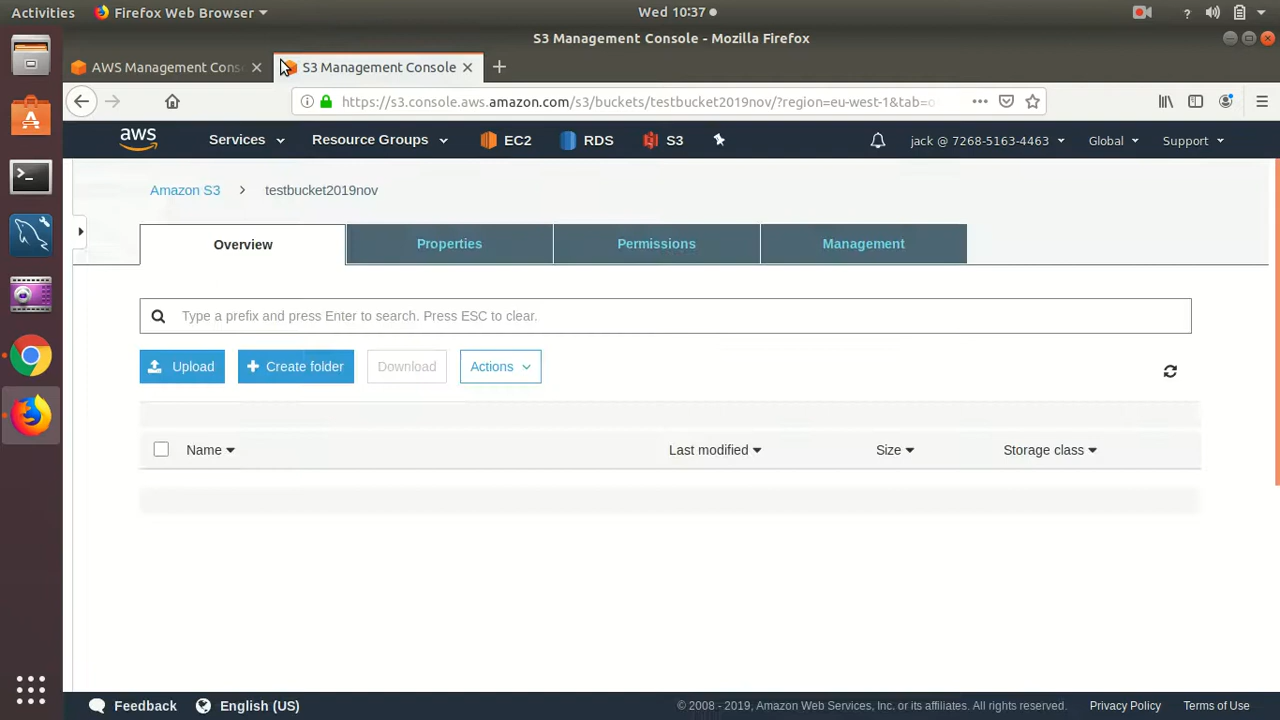 Activities
Firefox Web Browser
Wed 10:37
S3 Management Console - Mozilla Firefox
AWS Management Cons
S3 Management Console
https://s3.console.aws.amazon.com/s3/buckets/testbucket2019nov/?region=eu-west-1&tab=o
aws
Services
Resource Groups
EC2
RDS
S3
jack @ 7268-5163-4463
Global
Support
Amazon S3
testbucket2019nov
Overview
Properties
Permissions
Management
Type a prefix and press Enter to search. Press ESC to clear.
Upload
Create folder
Download
Actions
Name
Last modified
Size
Storage class
Feedback
English (US)
© 2008 - 2019, Amazon Web Services, Inc. or its affiliates. All rights reserved.
Privacy Policy
Terms of Use